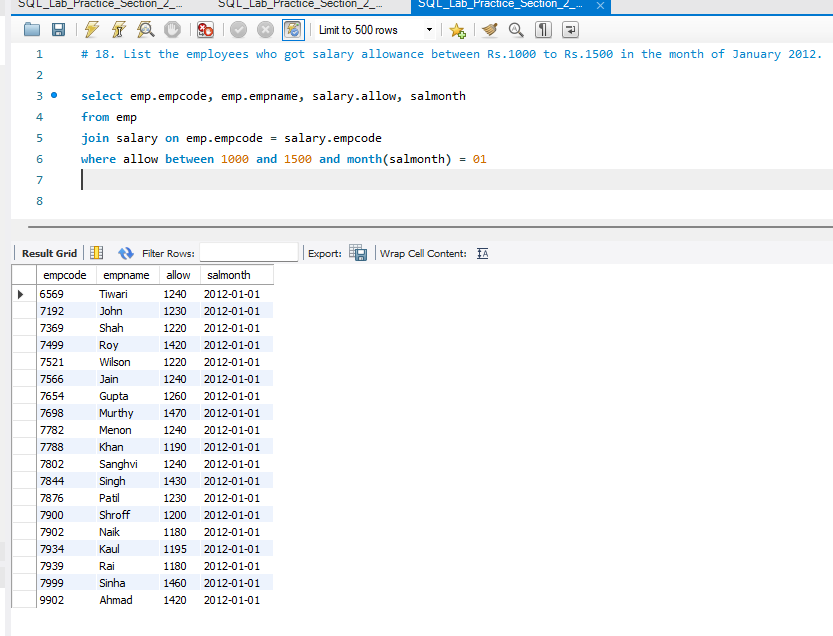 SQL_Lab_Practice_Section_2_... SQL_Lab_Practice_Section_2_... SQL_Lab_Practice_Section_2_...
Limit to 500 rows
1 # 18. List the employees who got salary allowance between Rs.1000 to Rs.1500 in the month of January 2012.
2
3 select emp.empcode, emp.empname, salary.allow, salmonth
4 from emp
5 join salary on emp.empcode = salary.empcode
6 where allow between 1000 and 1500 and month(salmonth) = 01
7
8
Result Grid Filter Rows: Export: Wrap Cell Content:
empcode empname allow salmonth
6569 Tiwari 1240 2012-01-01
7192 John 1230 2012-01-01
7369 Shah 1220 2012-01-01
7499 Roy 1420 2012-01-01
7521 Wilson 1220 2012-01-01
7566 Jain 1240 2012-01-01
7654 Gupta 1260 2012-01-01
7698 Murthy 1470 2012-01-01
7782 Menon 1240 2012-01-01
7788 Khan 1190 2012-01-01
7802 Sanghvi 1240 2012-01-01
7844 Singh 1430 2012-01-01
7876 Patil 1230 2012-01-01
7900 Shroff 1200 2012-01-01
7902 Naik 1180 2012-01-01
7934 Kaul 1195 2012-01-01
7939 Rai 1180 2012-01-01
7999 Sinha 1460 2012-01-01
9902 Ahmad 1420 2012-01-01